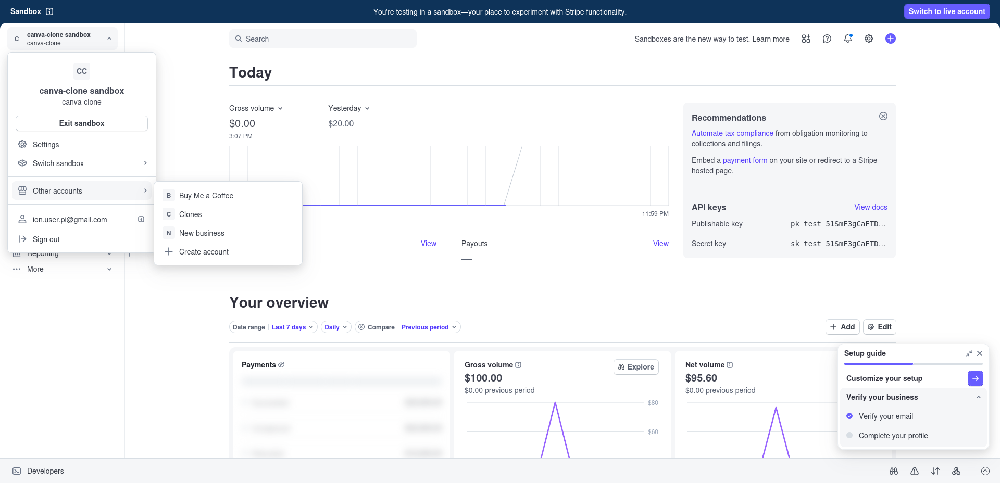 Sandbox
You're testing in a sandbox—your place to experiment with Stripe functionality.
Switch to live account
C
canva-clone sandbox
canva-clone
Search
Sandboxes are the new way to test. Learn more
CC
canva-clone sandbox
canva-clone
Exit sandbox
Settings
Switch sandbox
Other accounts
ion.user.pi@gmail.com
Sign out
B Buy Me a Coffee
C Clones
N New business
Create account
Reporting
More
Today
Gross volume
$0.00
3:07 PM
Yesterday
$20.00
11:59 PM
View
Payouts
—
View
Recommendations
Automate tax compliance from obligation monitoring to
collections and filings.
Embed a payment form on your site or redirect to a Stripe-
hosted page.
API keys
View docs
Publishable key
pk_test_51SmF3gCaFTD…
Secret key
sk_test_51SmF3gCaFTD…
Your overview
Date range Last 7 days
Daily
Compare Previous period
Add
Edit
Payments
Gross volume
Explore
$100.00
$0.00 previous period
$80
$60
Net volume
$95.60
$0.00 previous period
Setup guide
Customize your setup
Verify your business
Verify your email
Complete your profile
Developers